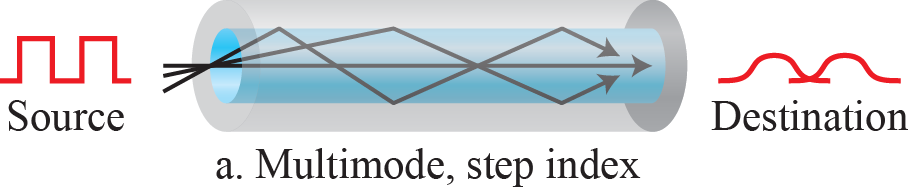 Source
Destination
a. Multimode, step index